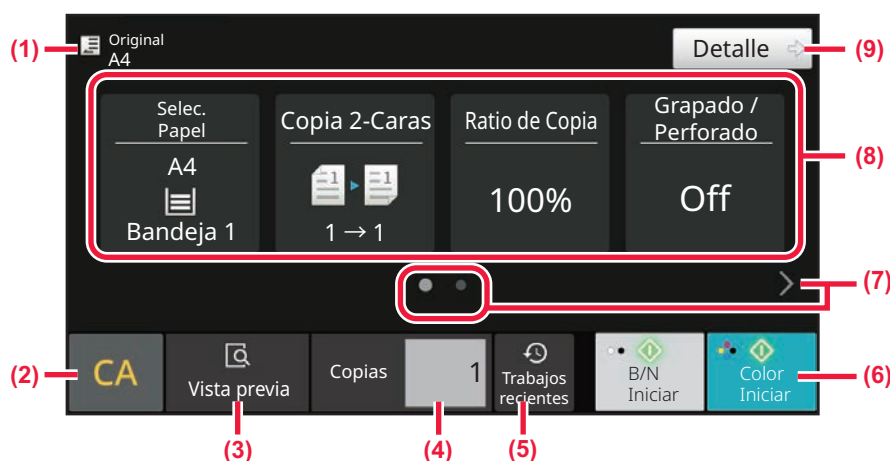 (1)
Original
A4
Detalle
(9)
Selec.
Papel
A4
Bandeja 1
Copia 2-Caras
1
1
1 → 1
Ratio de Copia
100%
Grapado /
Perforado
Off
(8)
(7)
(2)
CA
Vista previa
Copias
1
Trabajos
recientes
B/N
Iniciar
Color
Iniciar
(6)
(3)
(4)
(5)